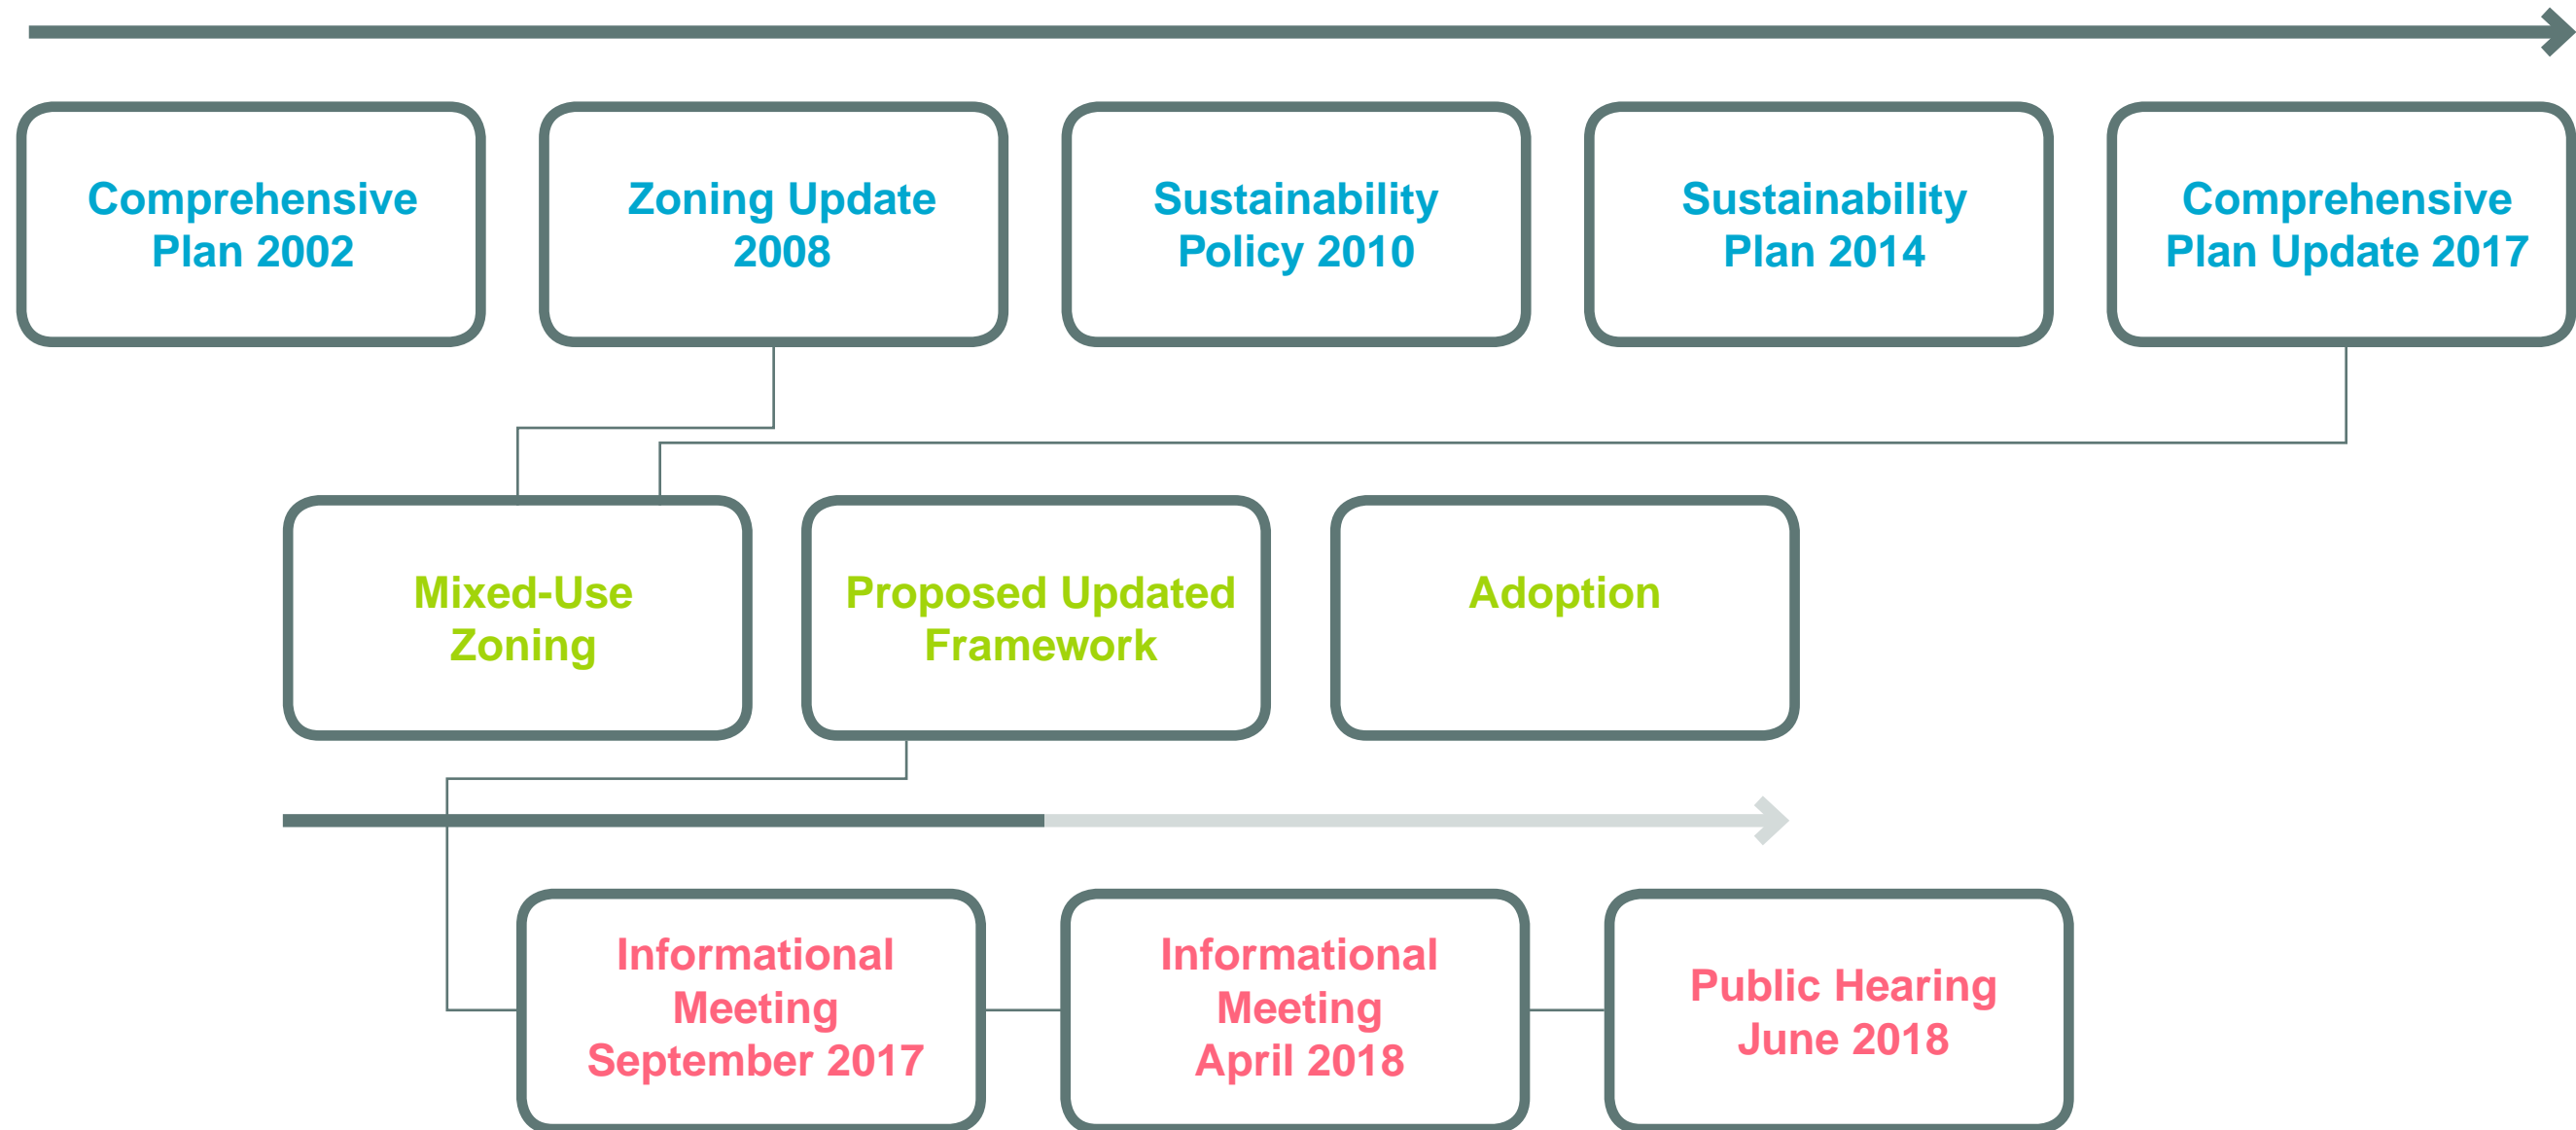 Comprehensive
Plan 2002
Zoning Update
2008
Sustainability
Policy 2010
Sustainability
Plan 2014
Comprehensive
Plan Update 2017
Mixed-Use
Zoning
Proposed Updated
Framework
Adoption
Informational
Meeting
September 2017
Informational
Meeting
April 2018
Public Hearing
June 2018